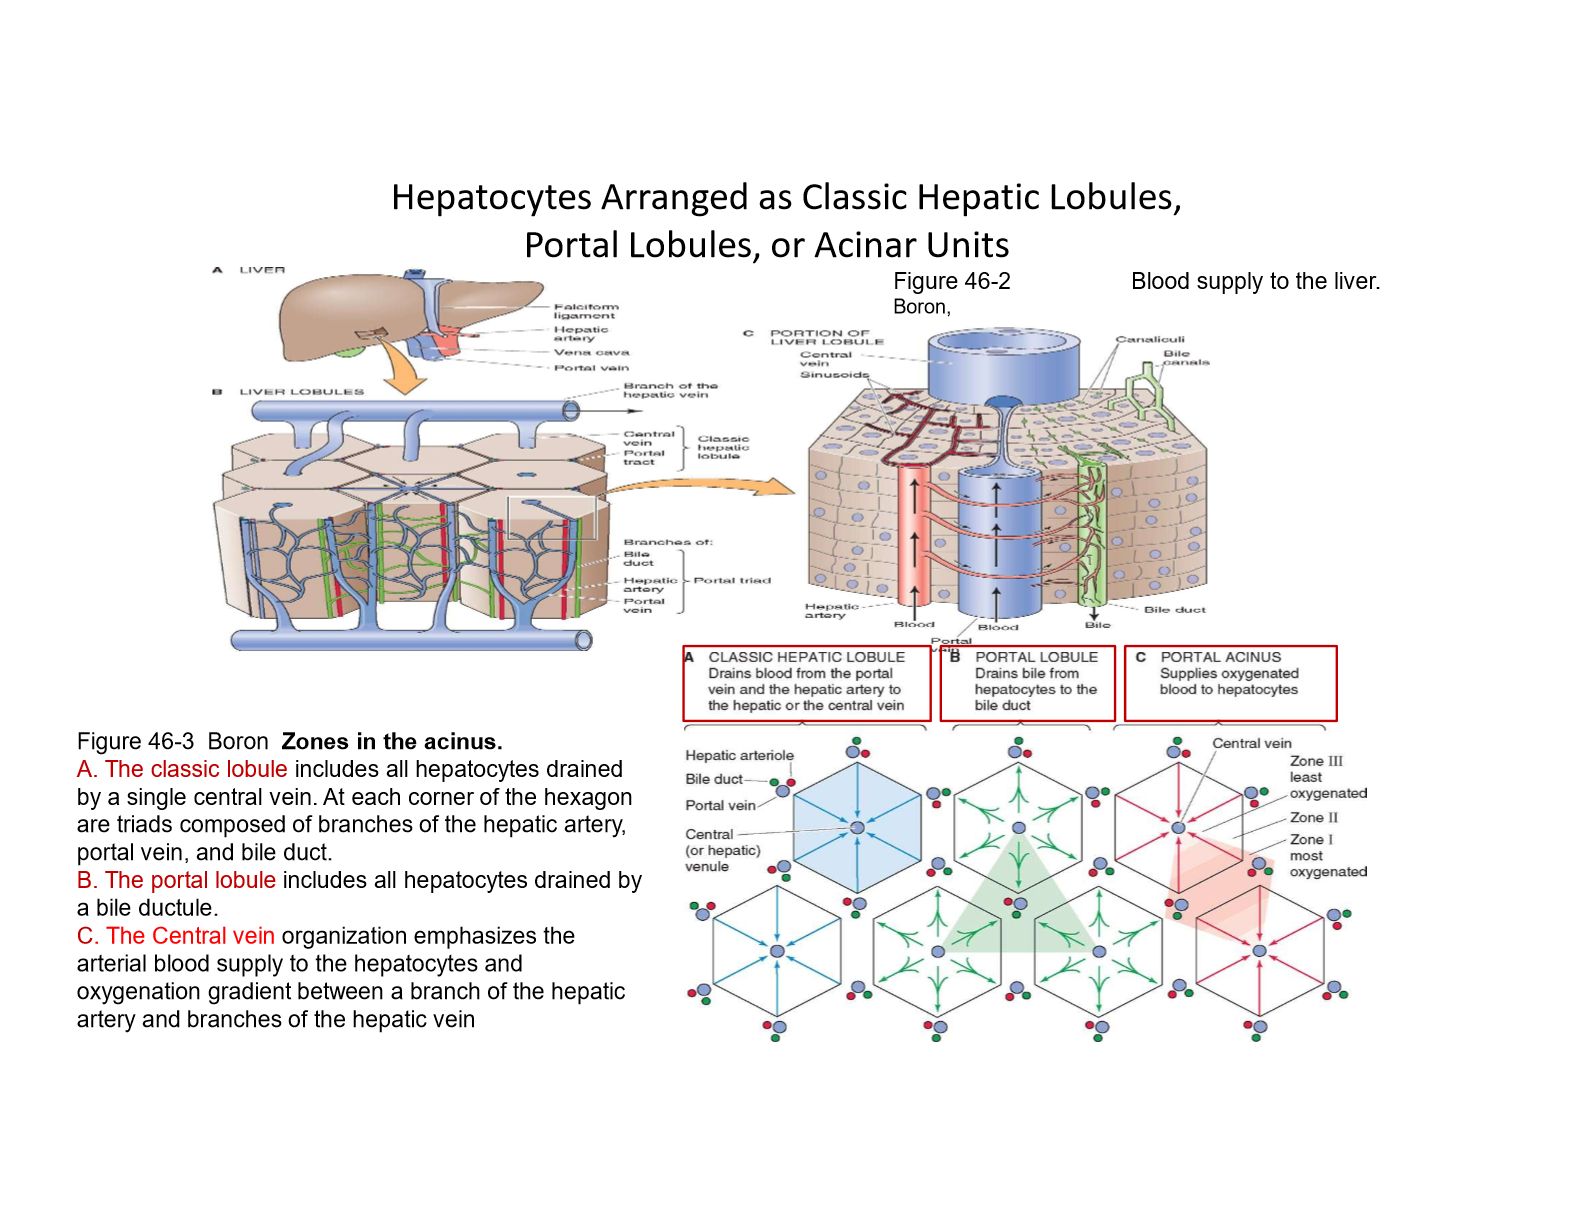 Hepatocytes Arranged as Classic Hepatic Lobules,
Portal Lobules, or Acinar Units
Figure 46-2
Boron,
Blood supply to the liver.
A LIVER
Falciform
ligament
Hepatic
artery
Vena cava
Portal vein
B LIVER LOBULES
Branch of the
hepatic vein
Central
vein
Portal
tract
Classic
hepatic
lobule
Branches of:
Bile
duct
Hepatic
artery
Portal
vein
Portal triad
C PORTION OF
LIVER LOBULE
Central
vein
Sinusoids
Canaliculi
Bile
canals
Hepatic
artery
Blood
Portal
vein
Blood
Bile
Bile duct
A CLASSIC HEPATIC LOBULE
Drains blood from the portal
vein and the hepatic artery to
the hepatic or the central vein
B PORTAL LOBULE
Drains bile from
hepatocytes to the
bile duct
C PORTAL ACINUS
Supplies oxygenated
blood to hepatocytes
Hepatic arteriole
Bile duct
Portal vein
Central
(or hepatic)
venule
Central vein
Zone III
least
oxygenated
Zone II
Zone I
most
oxygenated
Figure 46-3 Boron Zones in the acinus.
A. The classic lobule includes all hepatocytes drained
by a single central vein. At each corner of the hexagon
are triads composed of branches of the hepatic artery,
portal vein, and bile duct.
B. The portal lobule includes all hepatocytes drained by
a bile ductule.
C. The Central vein organization emphasizes the
arterial blood supply to the hepatocytes and
oxygenation gradient between a branch of the hepatic
artery and branches of the hepatic vein